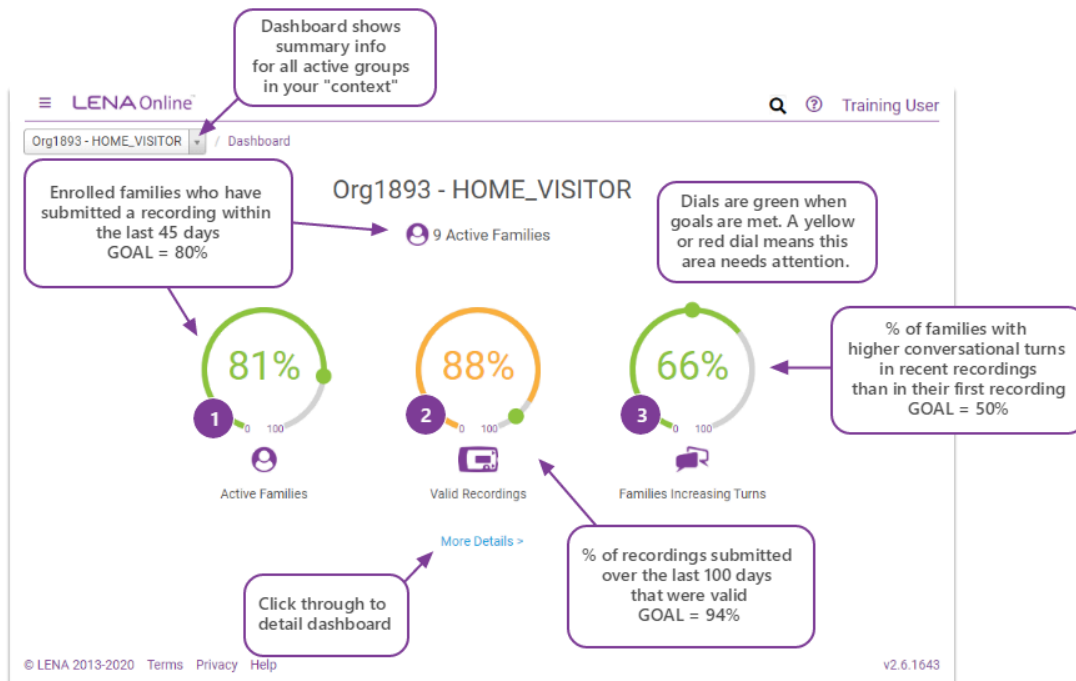 Dashboard shows
summary info
for all active groups
in your "context"
≡ LENA Online™
Training User
Org1893 - HOME_VISITOR / Dashboard
Enrolled families who have
submitted a recording within
the last 45 days
GOAL = 80%
Org1893 - HOME_VISITOR
9 Active Families
Dials are green when
goals are met. A yellow
or red dial means this
area needs attention.
81%
1
0 100
Active Families
88%
2
0 100
Valid Recordings
66%
3
0 100
Families Increasing Turns
% of families with
higher conversational turns
in recent recordings
than in their first recording
GOAL = 50%
More Details >
Click through to
detail dashboard
% of recordings submitted
over the last 100 days
that were valid
GOAL = 94%
© LENA 2013-2020 Terms Privacy Help
v2.6.1643